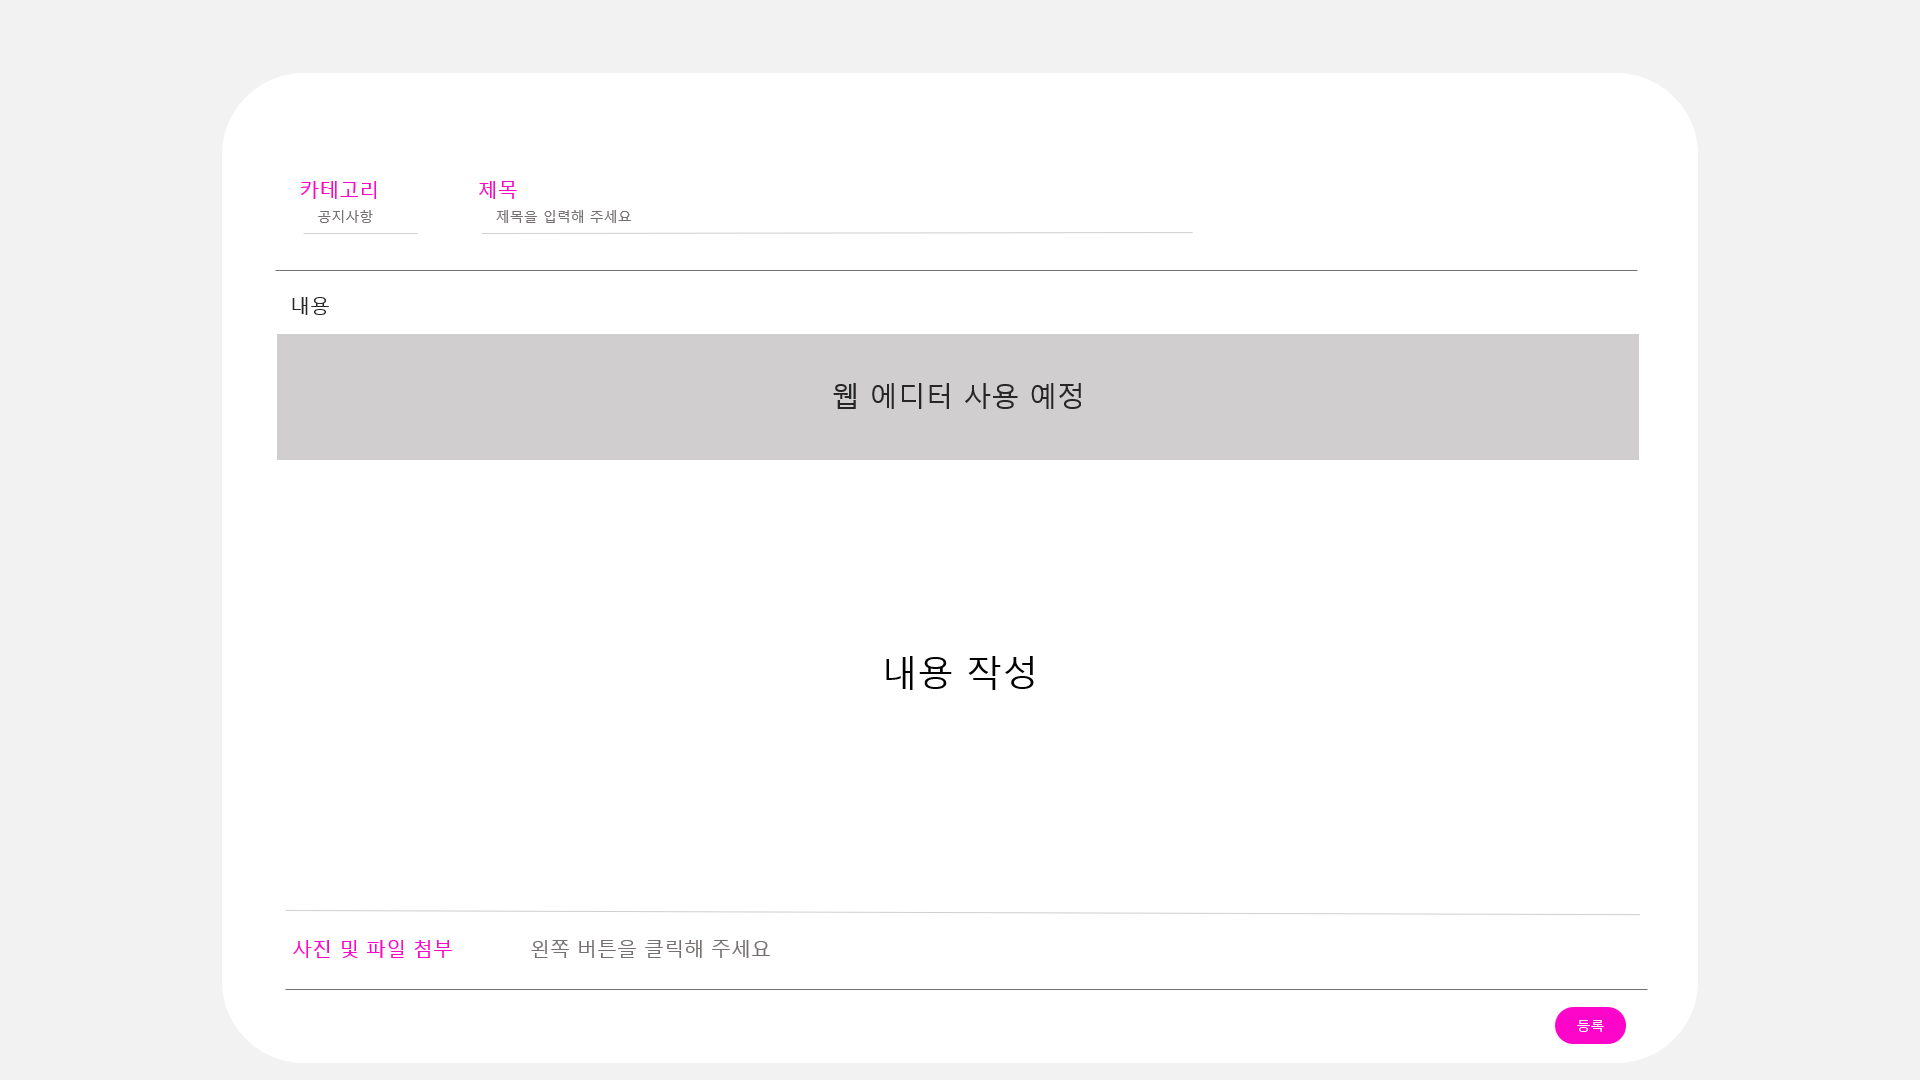 카테고리
제목
공지사항
제목을 입력해 주세요
내용
웹 에디터 사용 예정
내용 작성
사진 및 파일 첨부
왼쪽 버튼을 클릭해 주세요
등록